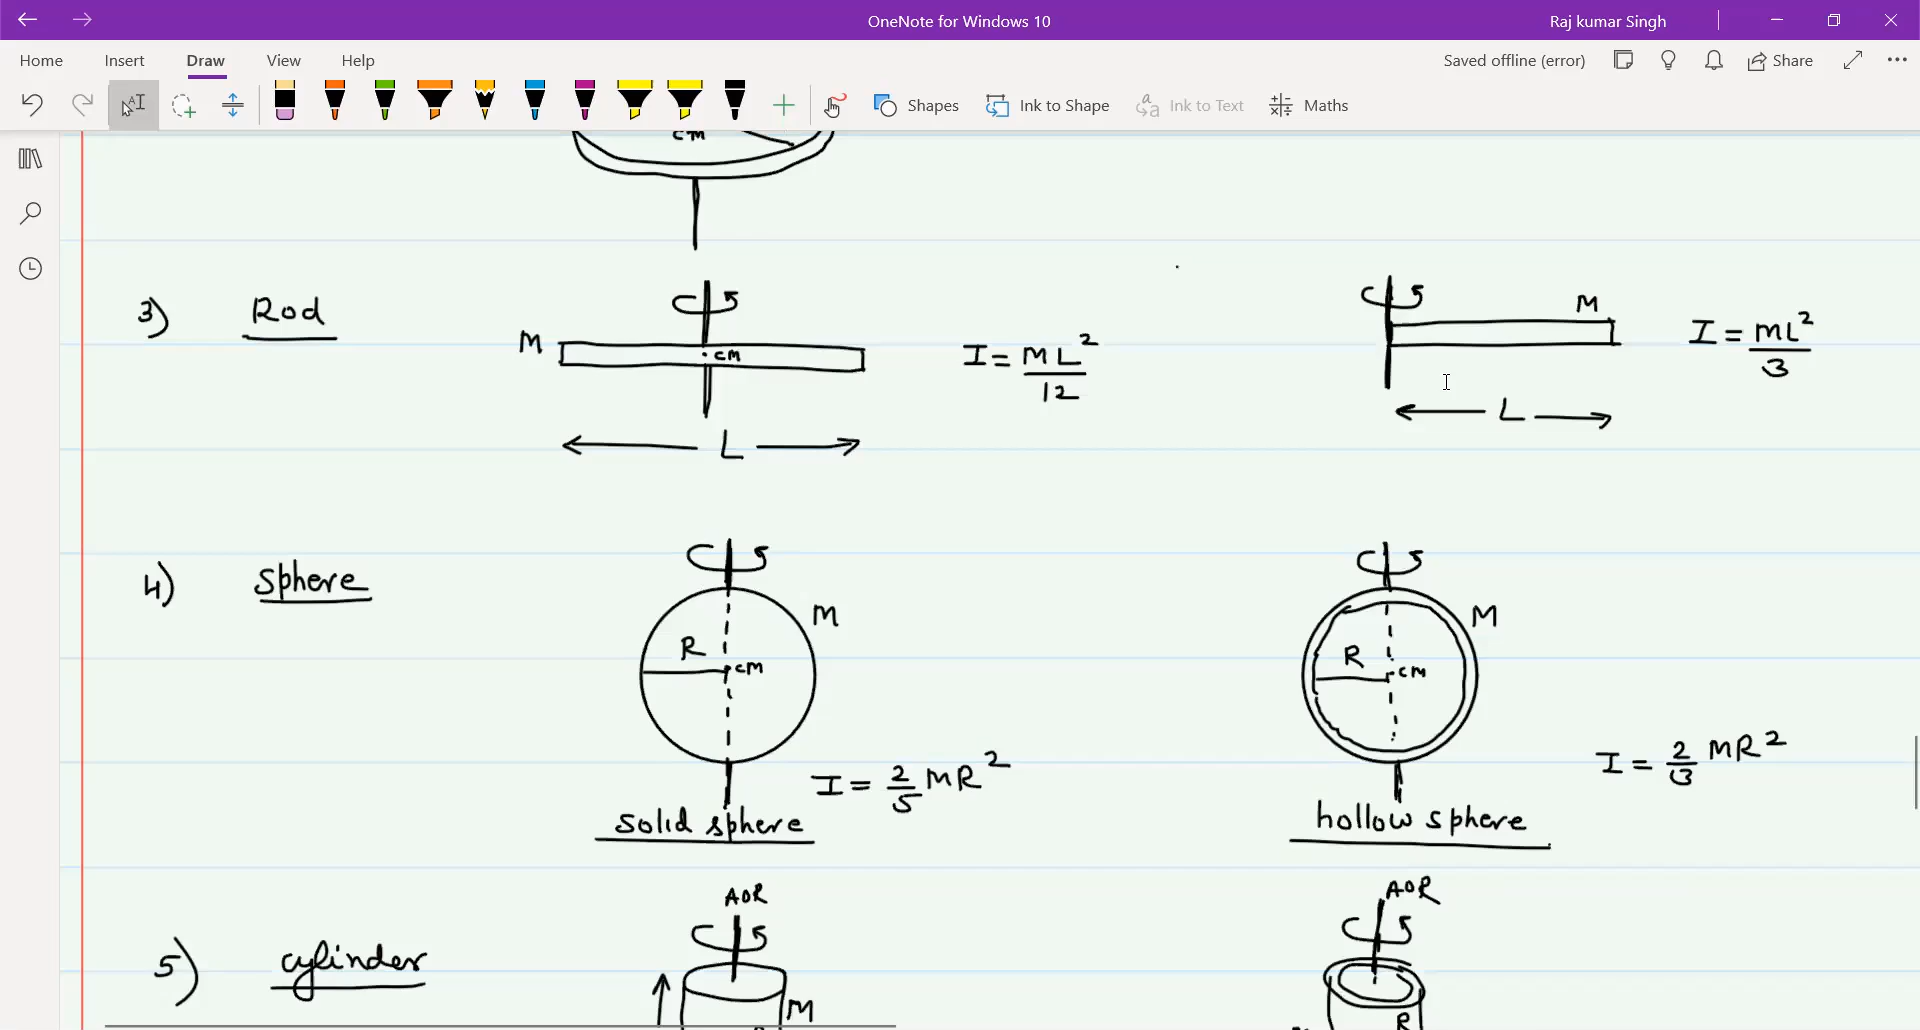 OneNote for Windows 10
Raj kumar Singh
Home Insert Draw View Help
Saved offline (error)
Share
Shapes
Ink to Shape
Ink to Text
Maths
CM
3) Rod
M
CM
I = ML²/12
L
M
I = ML²/3
L
4) Sphere
M
R
CM
I = 2/5 MR²
solid sphere
M
R
CM
I = 2/3 MR²
hollow sphere
5) cylinder
AOR
M
AOR
R